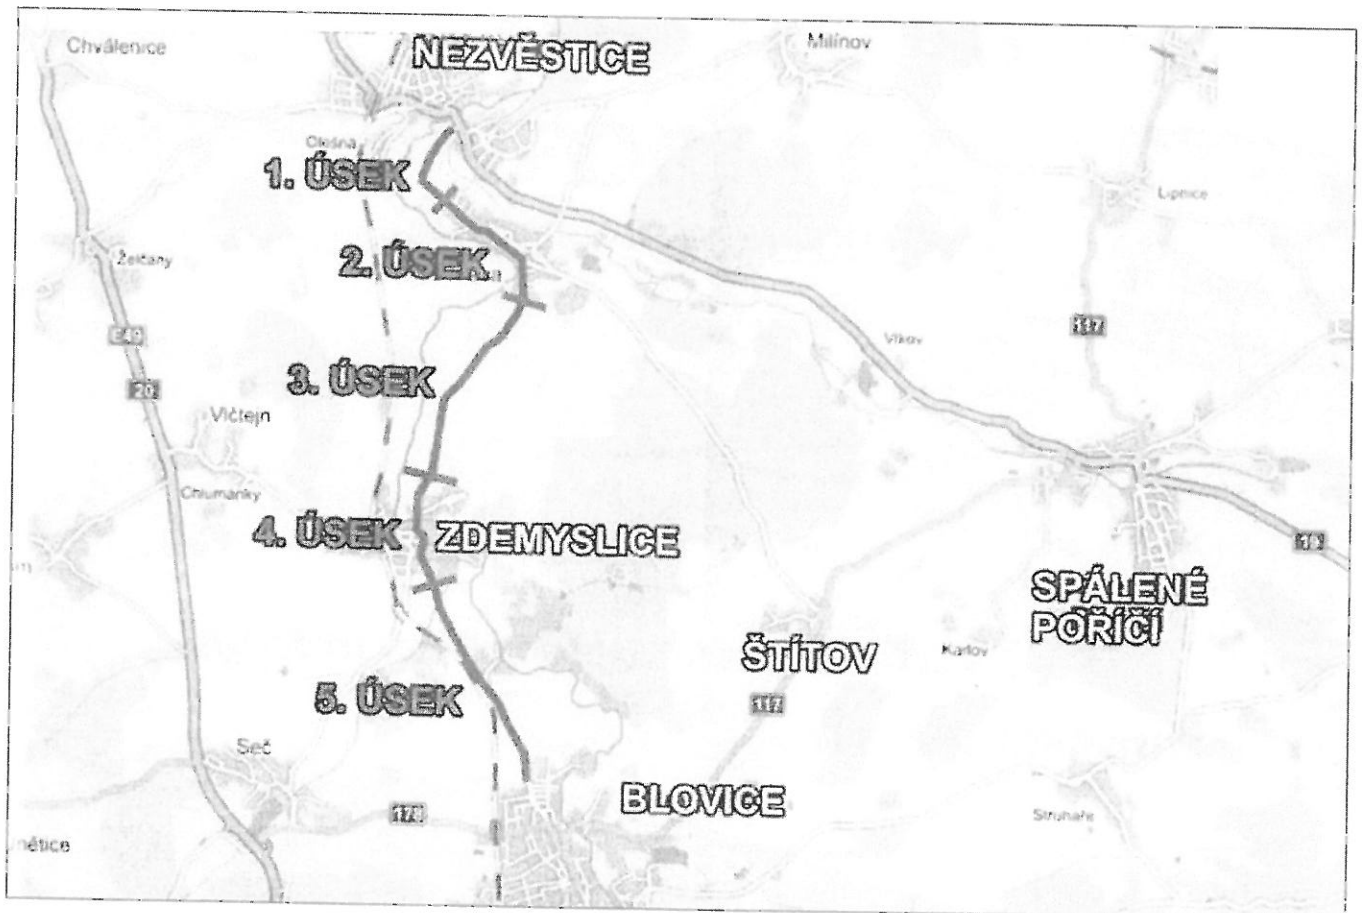 Chválenice
NEZVĚSTICE
Milínov
Olešná
1. ÚSEK
Lipnice
2. ÚSEK
Želčany
E49
117
Vlkov
3. ÚSEK
20
Vlčtejn
Chlumánky
4. ÚSEK
ZDEMYSLICE
19
SPÁLENÉ
POŘÍČÍ
ŠTÍTOV
Karlov
5. ÚSEK
117
Seč
BLOVICE
178
Struhaře